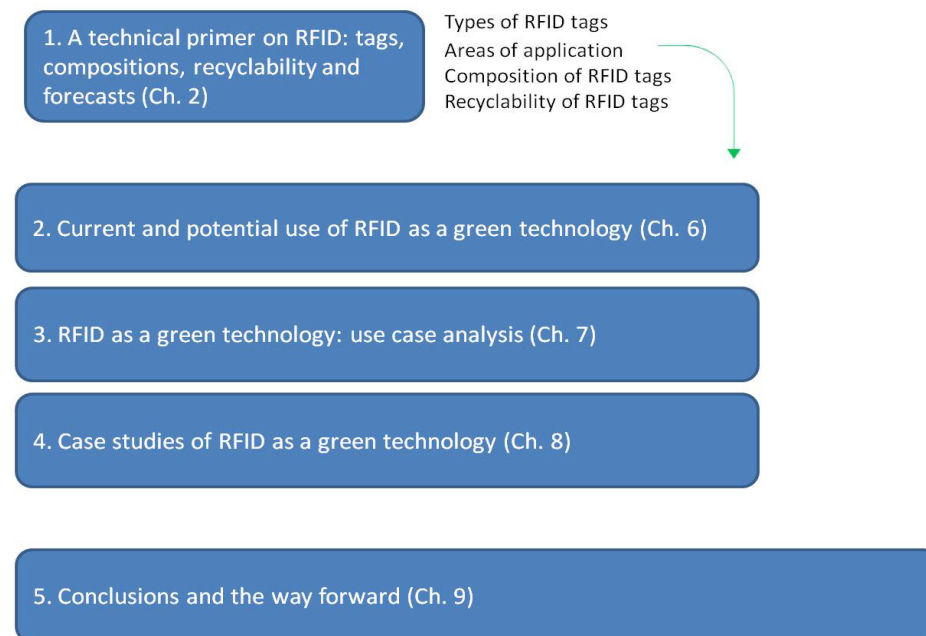 1. A technical primer on RFID: tags,
compositions, recyclability and
forecasts (Ch. 2)
Types of RFID tags
Areas of application
Composition of RFID tags
Recyclability of RFID tags
2. Current and potential use of RFID as a green technology (Ch. 6)
3. RFID as a green technology: use case analysis (Ch. 7)
4. Case studies of RFID as a green technology (Ch. 8)
5. Conclusions and the way forward (Ch. 9)